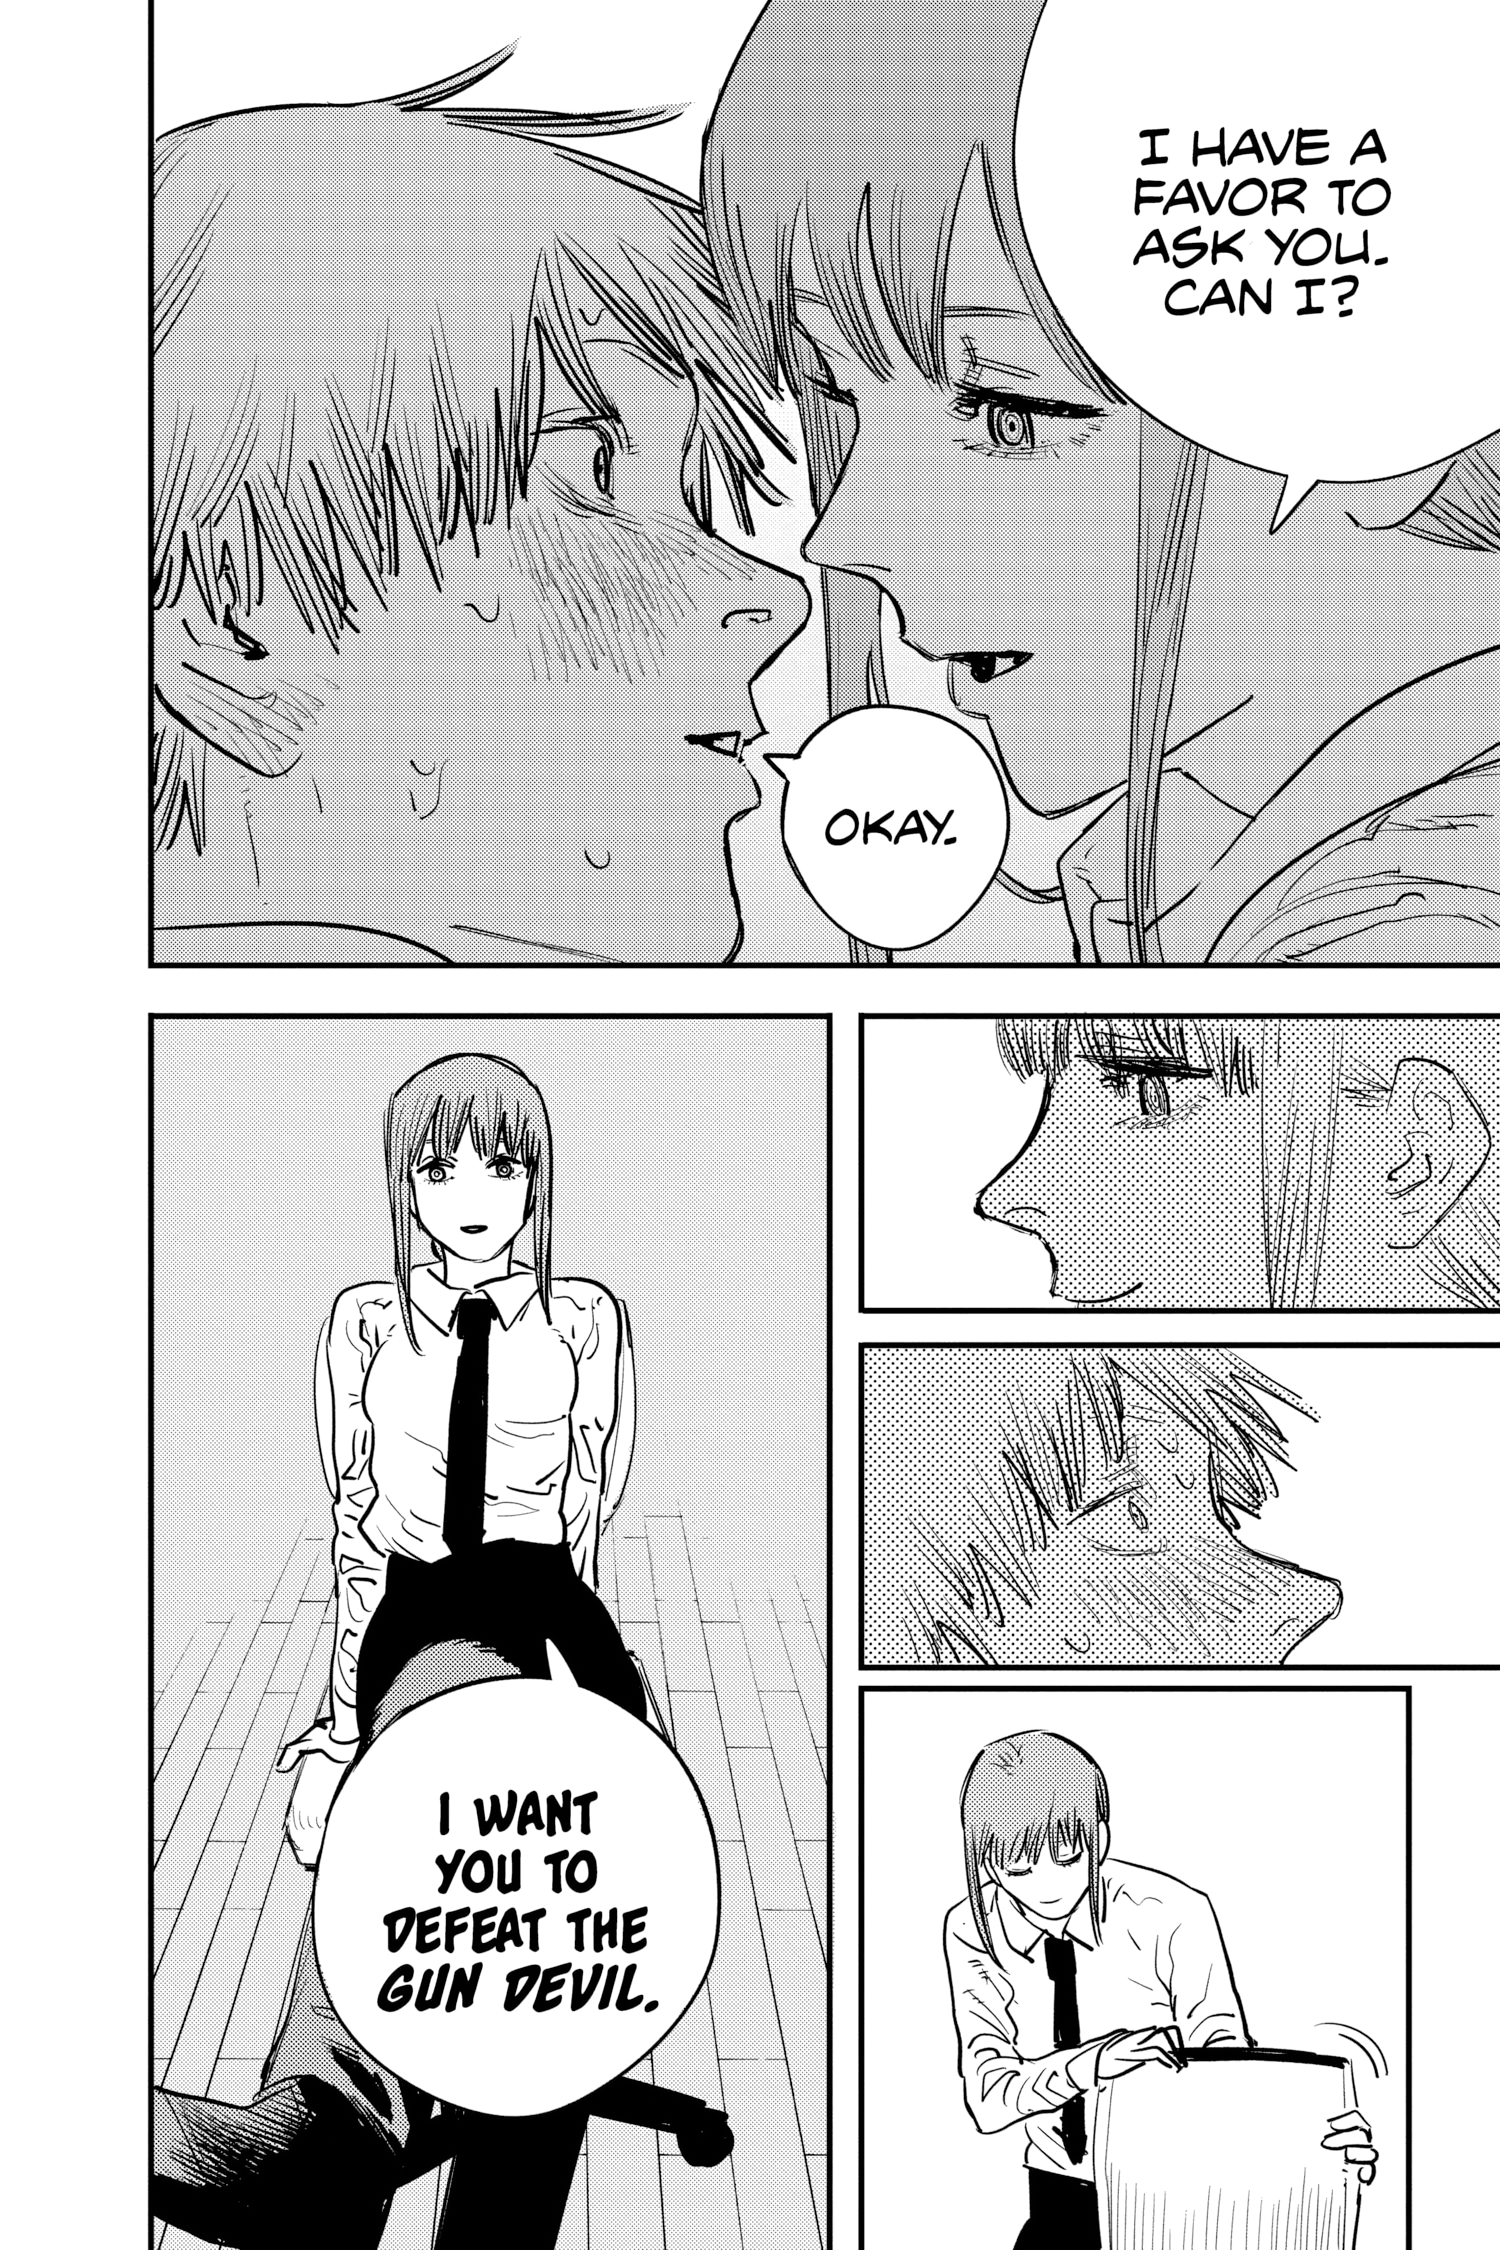 I HAVE A
FAVOR TO
ASK YOU.
CAN I?
OKAY.
I WANT
YOU TO
DEFEAT THE
GUN DEVIL.